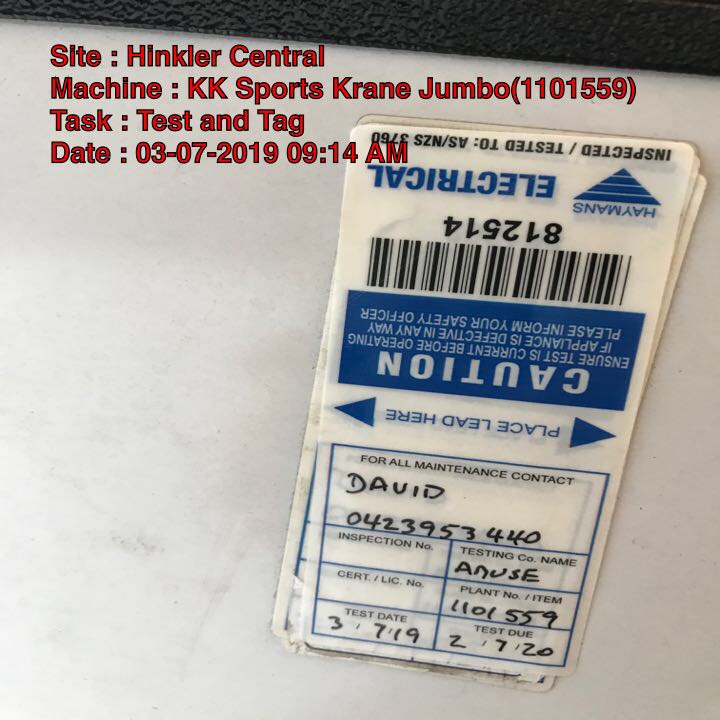 Site : Hinkler Central
Machine : KK Sports Krane Jumbo(1101559)
Task : Test and Tag
Date : 03-07-2019 09:14 AM
INSPECTED / TESTED TO: AS/NZS 3760
HAYMANS
ELECTRICAL
812514
CAUTION
ENSURE TEST IS CURRENT BEFORE OPERATING
IF APPLIANCE IS DEFECTIVE IN ANY WAY
PLEASE INFORM YOUR SAFETY OFFICER
PLACE LEAD HERE
FOR ALL MAINTENANCE CONTACT
DAVID
0423953440
INSPECTION No.
TESTING Co. NAME
AMUSE
CERT. / LIC. No.
PLANT No. / ITEM
1101559
TEST DATE
3/7/19
TEST DUE
2/7/20